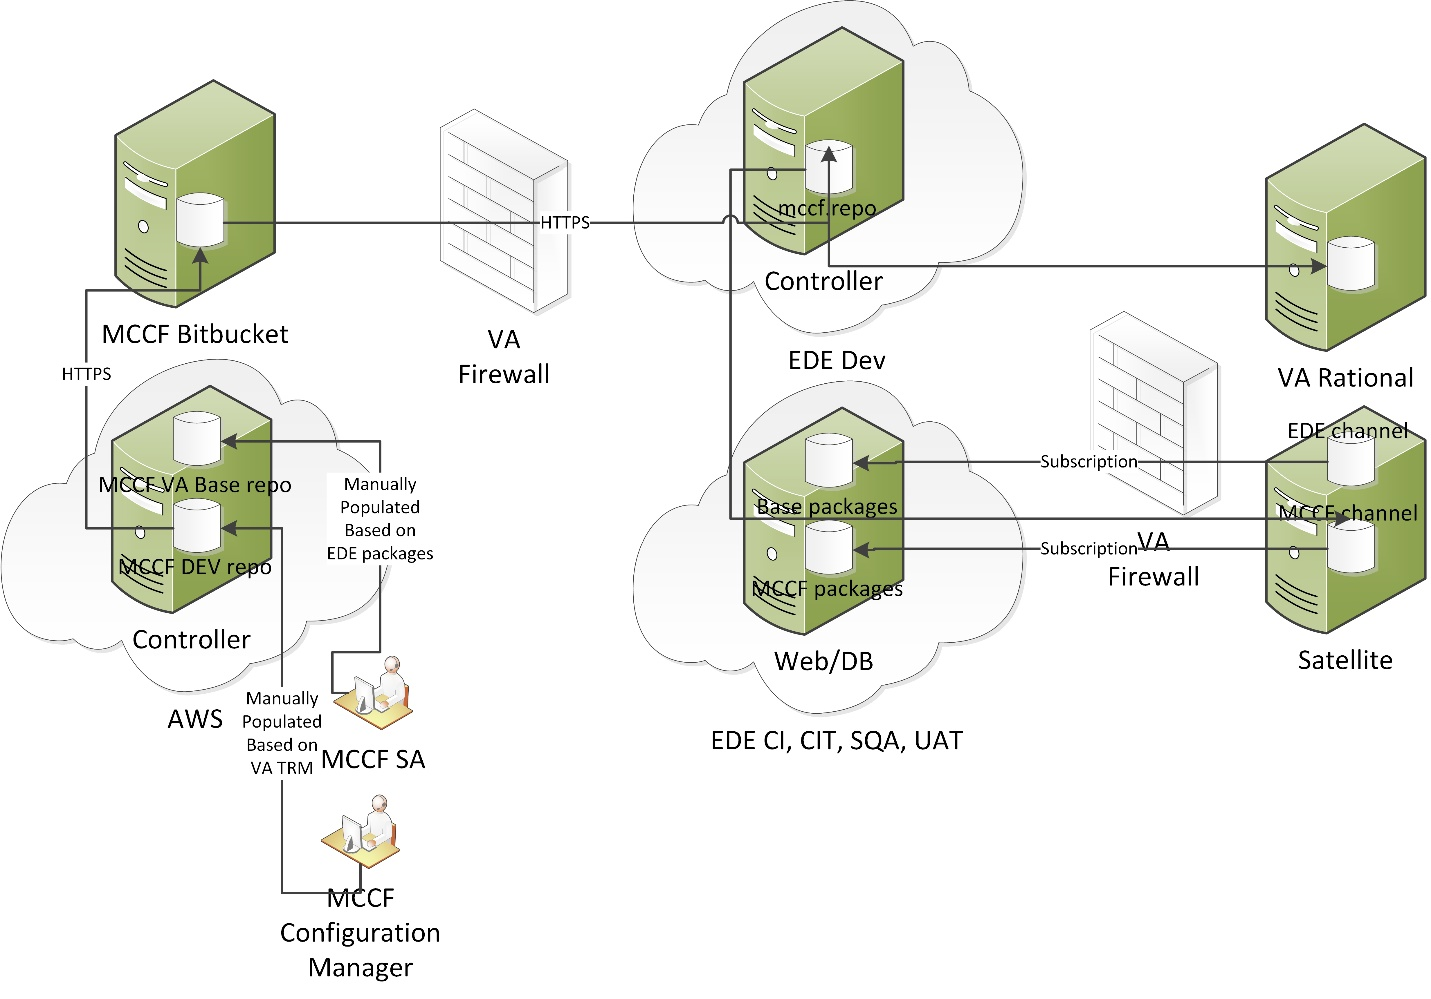 mccf.repo
HTTPS
Controller
MCCF Bitbucket
VA
Firewall
EDE Dev
HTTPS
VA Rational
EDE channel
Subscription
MCCF VA Base repo
Manually
Populated
Based on
EDE packages
Base packages
MCCF channel
VA
Firewall
Subscription
MCCF DEV repo
MCCF packages
Controller
Web/DB
Satellite
AWS
Manually
Populated
Based on
VA TRM
MCCF SA
EDE CI, CIT, SQA, UAT
MCCF
Configuration
Manager